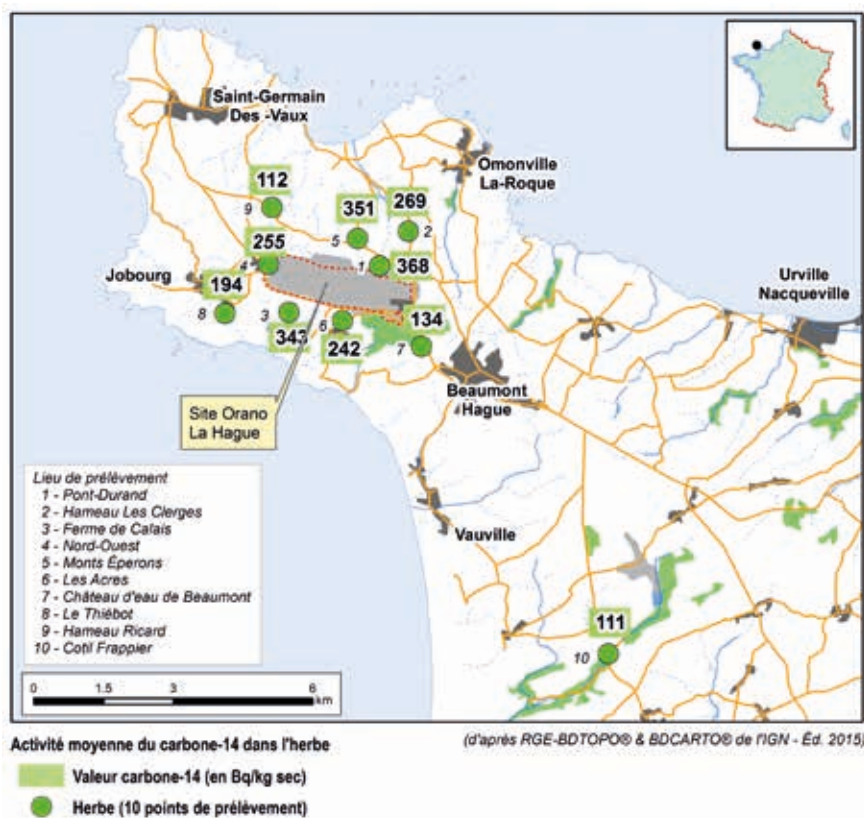 Saint-Germain
Des -Vaux
Omonville
La-Roque
112
9
351
5
269
2
255
4
1
368
Jobourg
194
8
3
343
6
242
134
7
Urville
Nacqueville
Beaumont
Hague
Site Orano
La Hague
Vauville
111
10
Lieu de prélèvement
1 - Pont-Durand
2 - Hameau Les Clerges
3 - Ferme de Calais
4 - Nord-Ouest
5 - Monts Éperons
6 - Les Acres
7 - Château d'eau de Beaumont
8 - Le Thiébot
9 - Hameau Ricard
10 - Cotil Frappier
0 1.5 3 6
km
Activité moyenne du carbone-14 dans l'herbe
(d'après RGE-BDTOPO® & BDCARTO® de l'IGN - Éd. 2015)
Valeur carbone-14 (en Bq/kg sec)
Herbe (10 points de prélèvement)